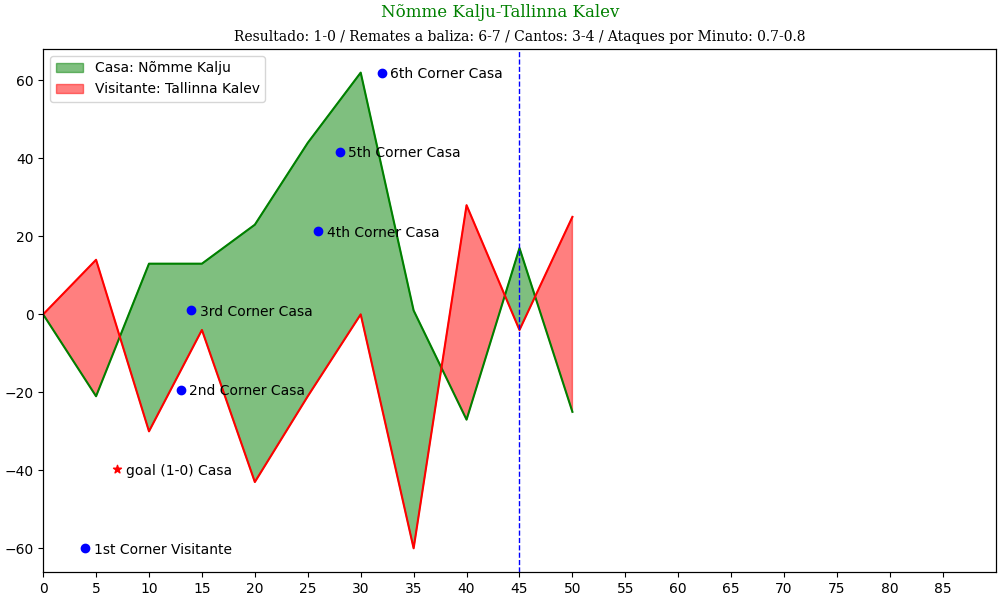 Nõmme Kalju-Tallinna Kalev
Resultado: 1-0 / Remates a baliza: 6-7 / Cantos: 3-4 / Ataques por Minuto: 0.7-0.8
Casa: Nõmme Kalju
Visitante: Tallinna Kalev
6th Corner Casa
5th Corner Casa
4th Corner Casa
3rd Corner Casa
2nd Corner Casa
goal (1-0) Casa
1st Corner Visitante
60
40
20
0
−20
−40
−60
0 5 10 15 20 25 30 35 40 45 50 55 60 65 70 75 80 85